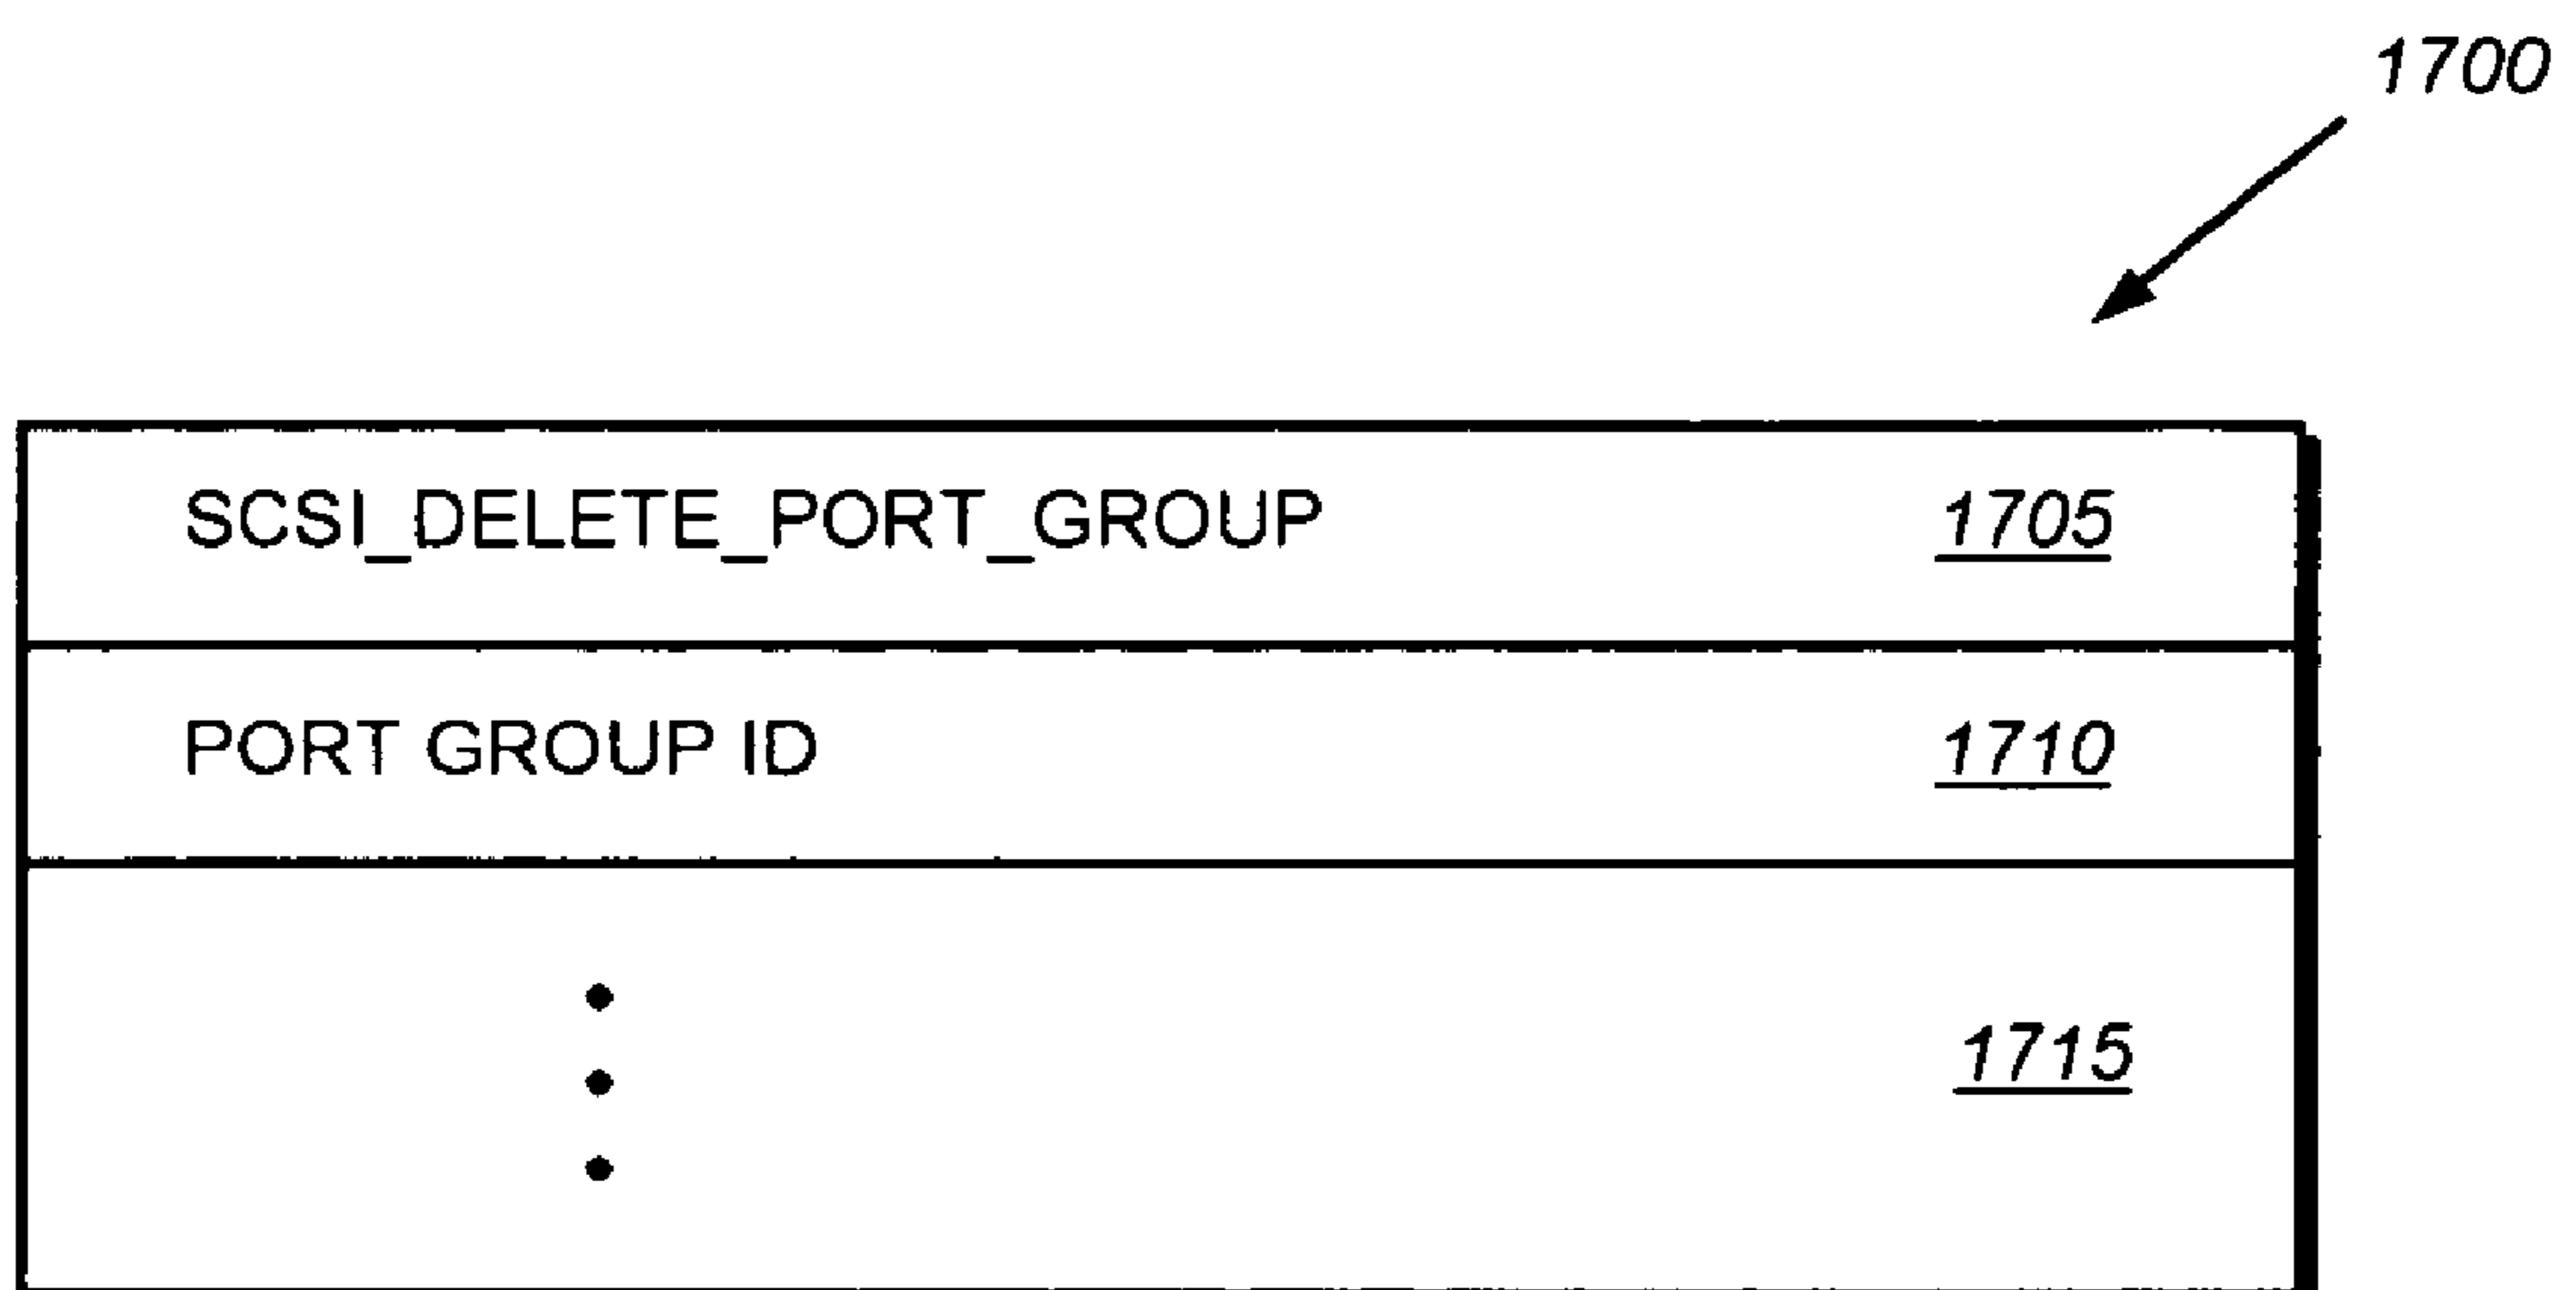 1700
SCSI_DELETE_PORT_GROUP 1705
PORT GROUP ID 1710
1715